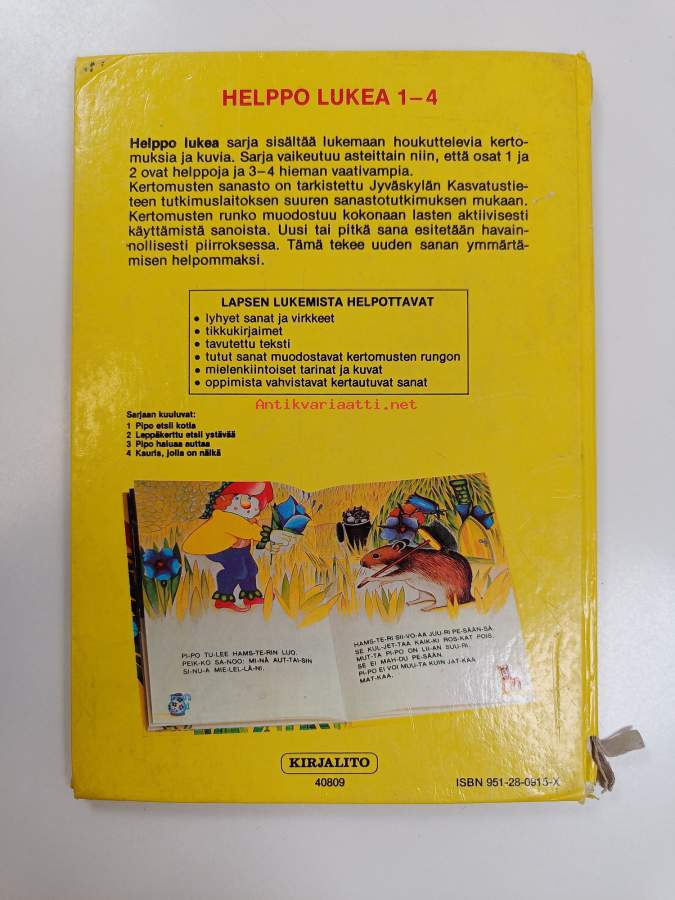 HELPPO LUKEA 1–4
Helppo lukea sarja sisältää lukemaan houkuttelevia kerto-
muksia ja kuvia. Sarja vaikeutuu asteittain niin, että osat 1 ja
2 ovat helppoja ja 3–4 hieman vaativampia.
Kertomusten sanasto on tarkistettu Jyväskylän Kasvatustie-
teen tutkimuslaitoksen suuren sanastotutkimuksen mukaan.
Kertomusten runko muodostuu kokonaan lasten aktiivisesti
käyttämistä sanoista. Uusi tai pitkä sana esitetään havain-
nollisesti piirroksessa. Tämä tekee uuden sanan ymmärtä-
misen helpommaksi.
LAPSEN LUKEMISTA HELPOTTAVAT
• lyhyet sanat ja virkkeet
• tikkukirjaimet
• tavutettu teksti
• tutut sanat muodostavat kertomusten rungon
• mielenkiintoiset tarinat ja kuvat
• oppimista vahvistavat kertautuvat sanat
Antikvariaatti.net
Sarjaan kuuluvat:
1 Pipo etsii kotia
2 Leppäkerttu etsii ystävää
3 Pipo haluaa auttaa
4 Kauris, jolla on nälkä
PI-PO TU-LEE HAMS-TE-RIN LUO.
PEIK-KO SA-NOO: MI-NÄ AUT-TAI-SIN
SI-NU-A MIE-LEL-LÄ-NI.
HAMS-TE-RI SII-VO-AA JUU-RI PE-SÄÄN-SÄ.
SE KUL-JET-TAA KAIK-KI ROS-KAT POIS.
MUT-TA PI-PO ON LII-AN SUU-RI.
SE EI MAH-DU PE-SÄÄN.
PI-PO EI VOI MUU-TA KUIN JAT-KAA
MAT-KAA.
KIRJALITO
40809
ISBN 951-28-0915-X